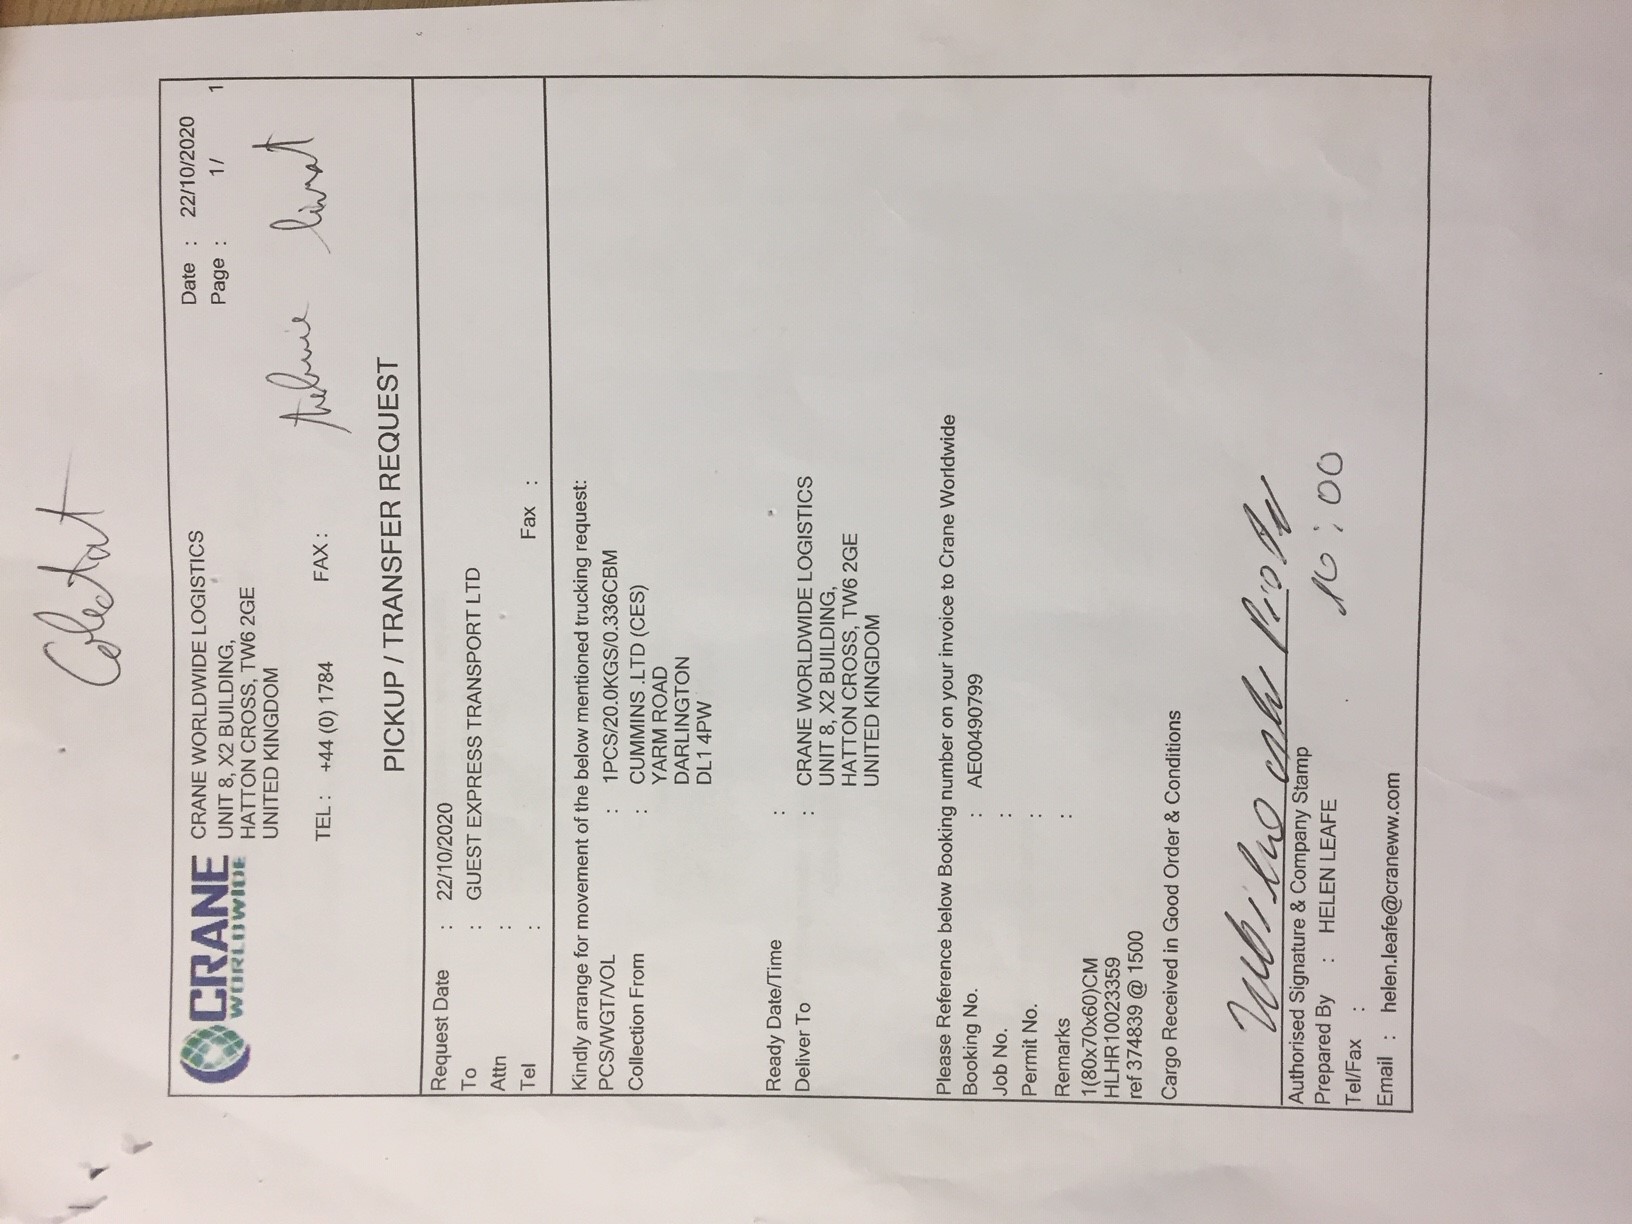 CRANE
WORLDWIDE
CRANE WORLDWIDE LOGISTICS
UNIT 8, X2 BUILDING,
HATTON CROSS, TW6 2GE
UNITED KINGDOM
Date : 22/10/2020
Page : 1/ 1
TEL : +44 (0) 1784 FAX :
PICKUP / TRANSFER REQUEST
Request Date : 22/10/2020
To : GUEST EXPRESS TRANSPORT LTD
Attn :
Tel : Fax :
Kindly arrange for movement of the below mentioned trucking request:
PCS/WGT/VOL : 1PCS/20.0KGS/0.336CBM
Collection From : CUMMINS .LTD (CES)
YARM ROAD
DARLINGTON
DL1 4PW
Ready Date/Time :
Deliver To : CRANE WORLDWIDE LOGISTICS
UNIT 8, X2 BUILDING,
HATTON CROSS, TW6 2GE
UNITED KINGDOM
Please Reference below Booking number on your invoice to Crane Worldwide
Booking No. : AE00490799
Job No. :
Permit No. :
Remarks :
1(80x70x60)CM
HLHR10023359
ref 374839 @ 1500
Cargo Received in Good Order & Conditions
Authorised Signature & Company Stamp
Prepared By : HELEN LEAFE
16:00
Tel/Fax :
Email : helen.leafe@craneww.com